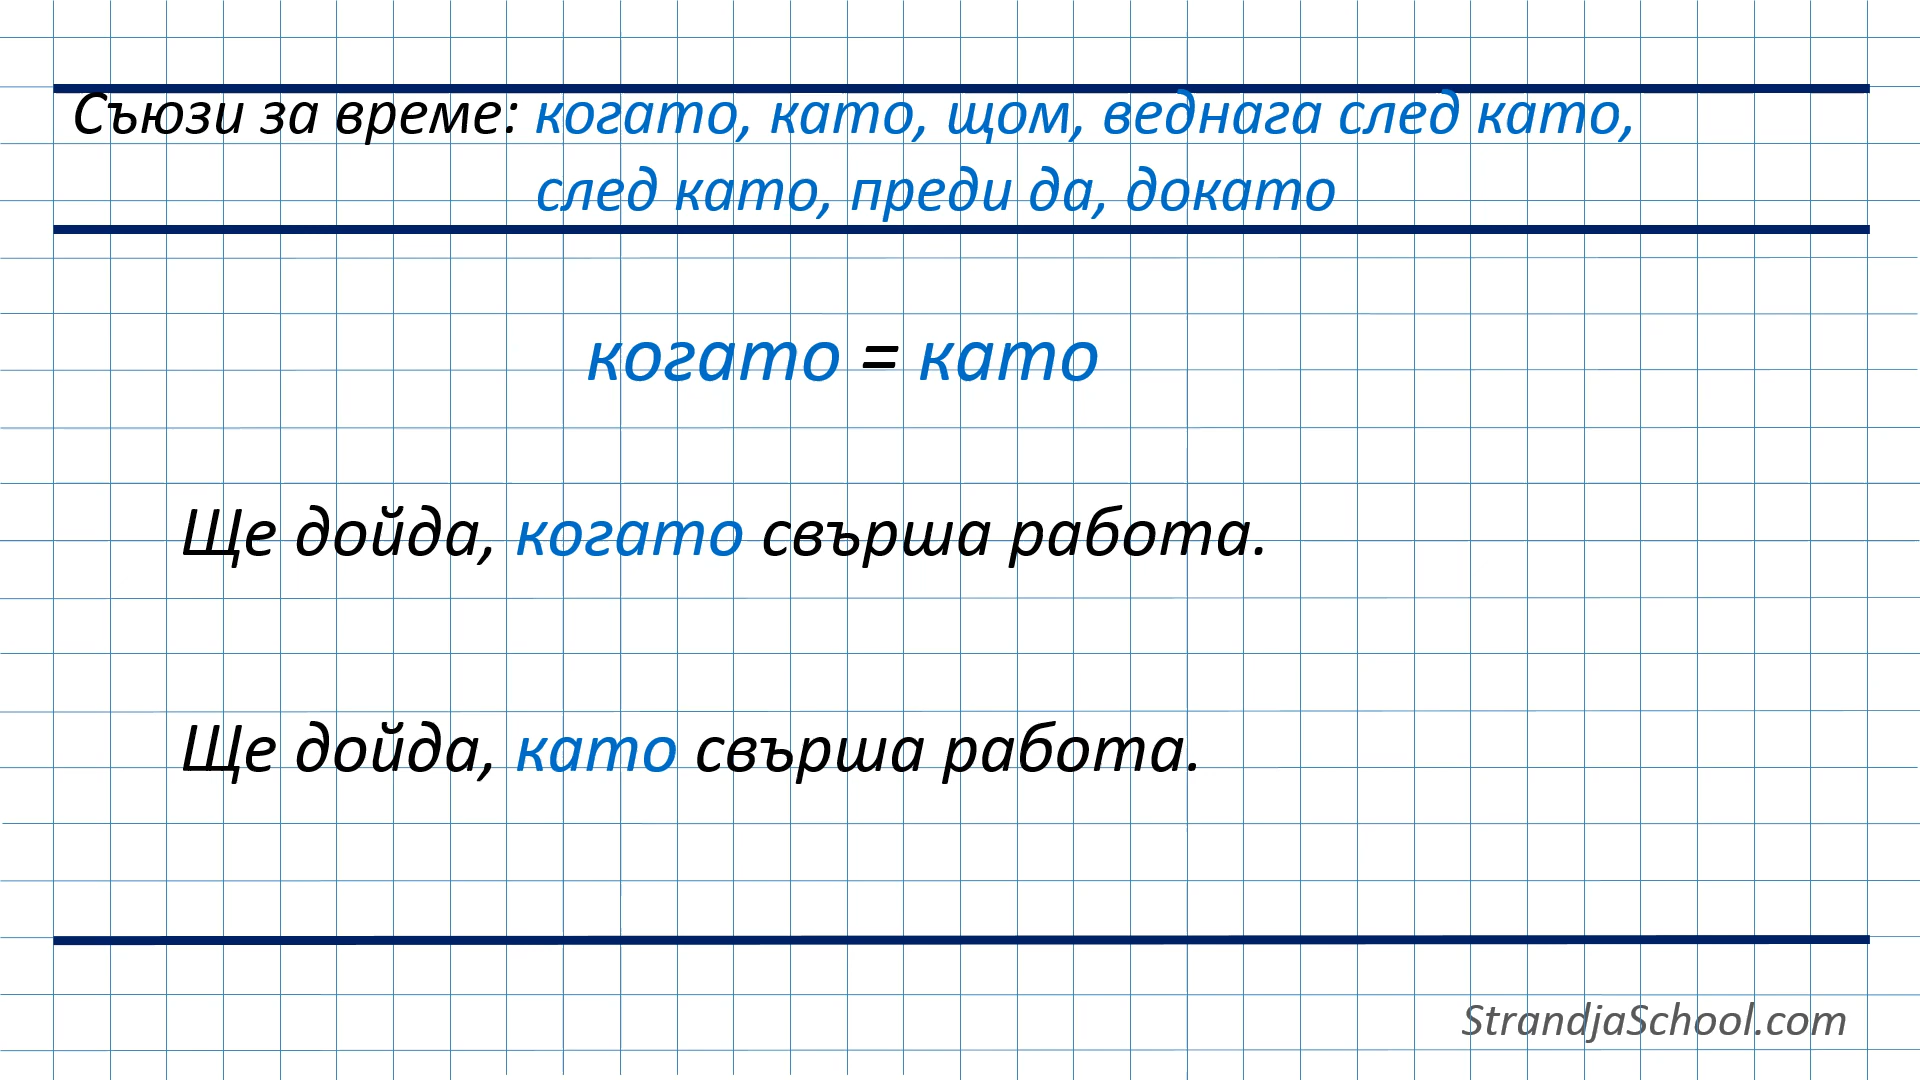 Съюзи за време: когато, като, щом, веднага след като,
след като, преди да, докато
когато = като
Ще дойда, когато свърша работа.
Ще дойда, като свърша работа.
StrandjaSchool.com